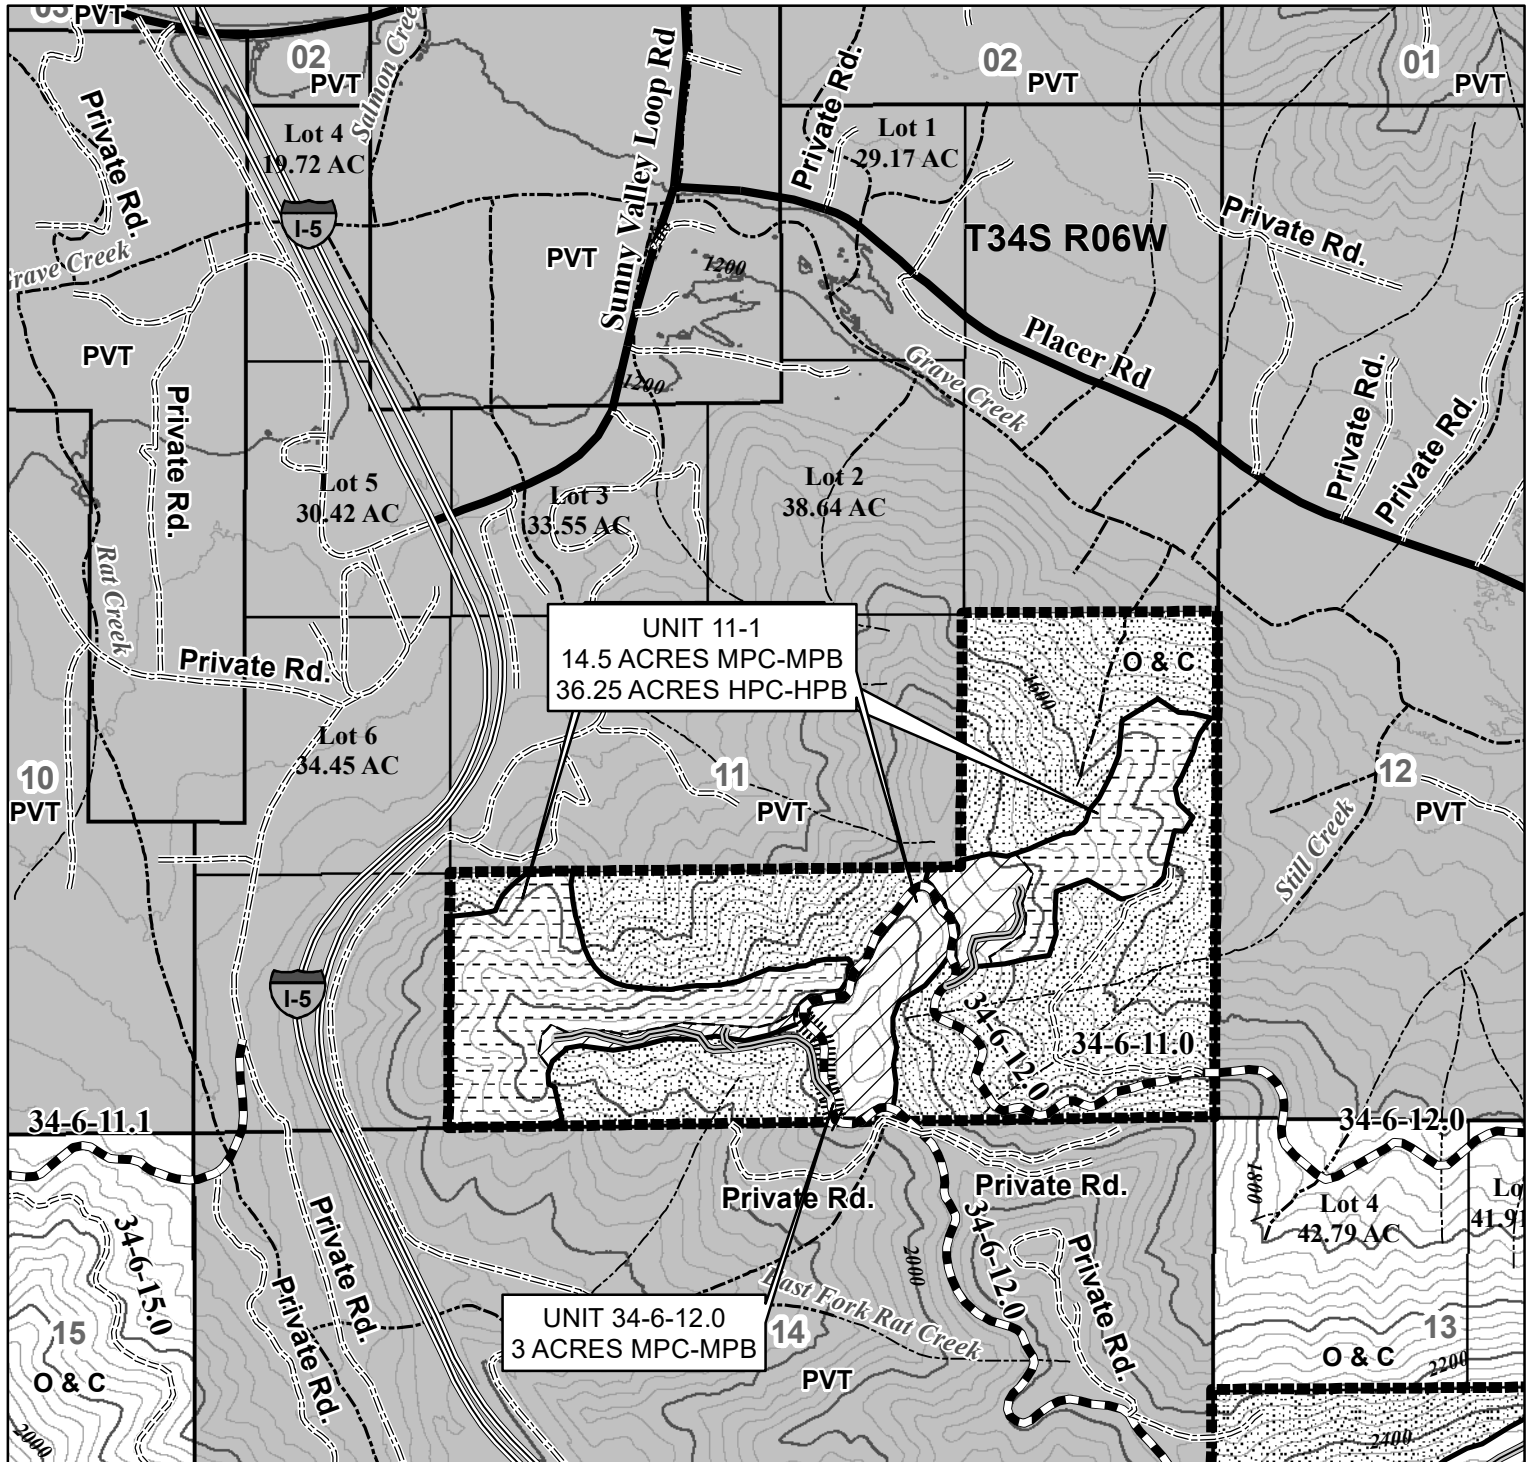 03
PVT
02
PVT
Salmon Cree
02
PVT
01
PVT
Private Rd.
Lot 4
19.72 AC
Sunny Valley Loop Rd
Private Rd.
Lot 1
29.17 AC
I-5
T34S R06W
Private Rd.
Grave Creek
PVT
1200
PVT
Private Rd.
1200
Grave Creek
Placer Rd
Private Rd.
Private Rd.
Lot 5
30.42 AC
Lot 3
33.55 AC
Lot 2
38.64 AC
Rat Creek
UNIT 11-1
14.5 ACRES MPC-MPB
36.25 ACRES HPC-HPB
O & C
1600
Private Rd.
Lot 6
34.45 AC
10
PVT
11
PVT
12
PVT
Still Creek
I-5
34-6-12.0
34-6-11.0
34-6-11.1
34-6-12.0
1800
Lot 4
42.79 AC
Lo
41.91
Private Rd.
Private Rd.
34-6-15.0
Private Rd.
Private Rd.
2000
34-6-12.0
Private Rd.
East Fork Rat Creek
UNIT 34-6-12.0
3 ACRES MPC-MPB
14
PVT
15
O & C
13
O & C
2200
2000
2400